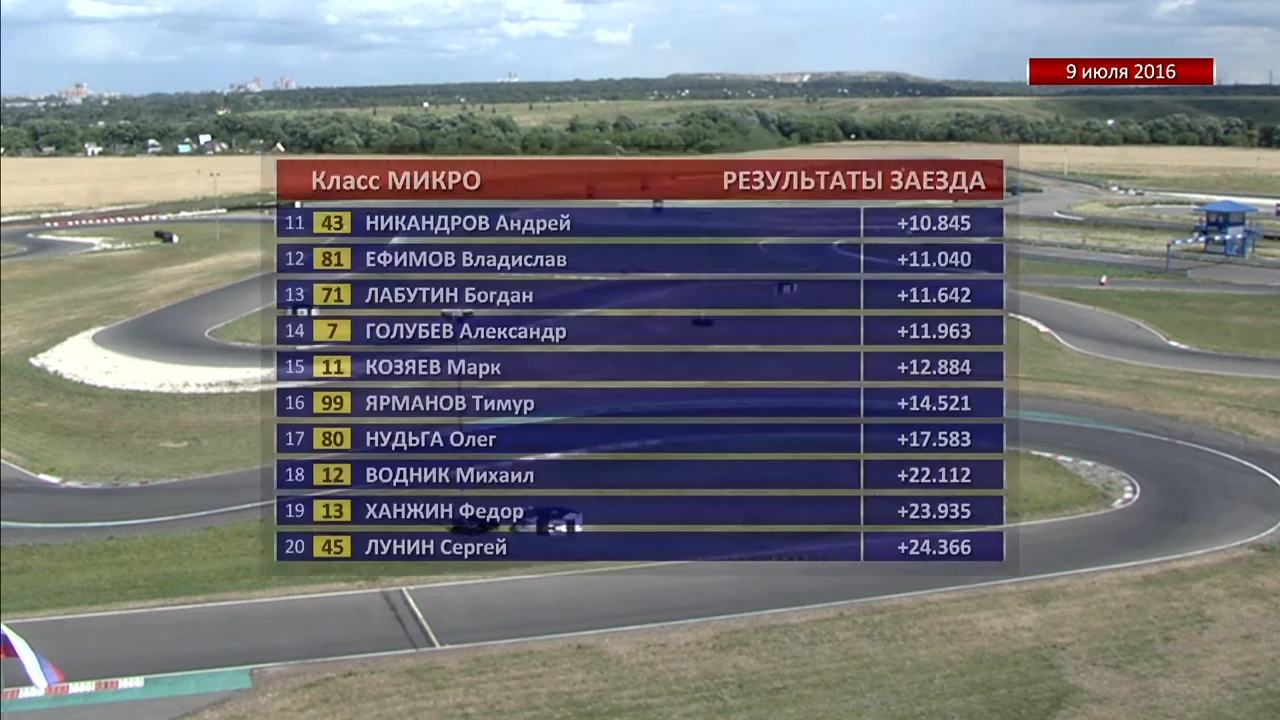 9 июля 2016
Класс МИКРО РЕЗУЛЬТАТЫ ЗАЕЗДА
11 43 НИКАНДРОВ Андрей +10.845
12 81 ЕФИМОВ Владислав +11.040
13 71 ЛАБУТИН Богдан +11.642
14 7 ГОЛУБЕВ Александр +11.963
15 11 КОЗЯЕВ Марк +12.884
16 99 ЯРМАНОВ Тимур +14.521
17 80 НУДЬГА Олег +17.583
18 12 ВОДНИК Михаил +22.112
19 13 ХАНЖИН Федор +23.935
20 45 ЛУНИН Сергей +24.366